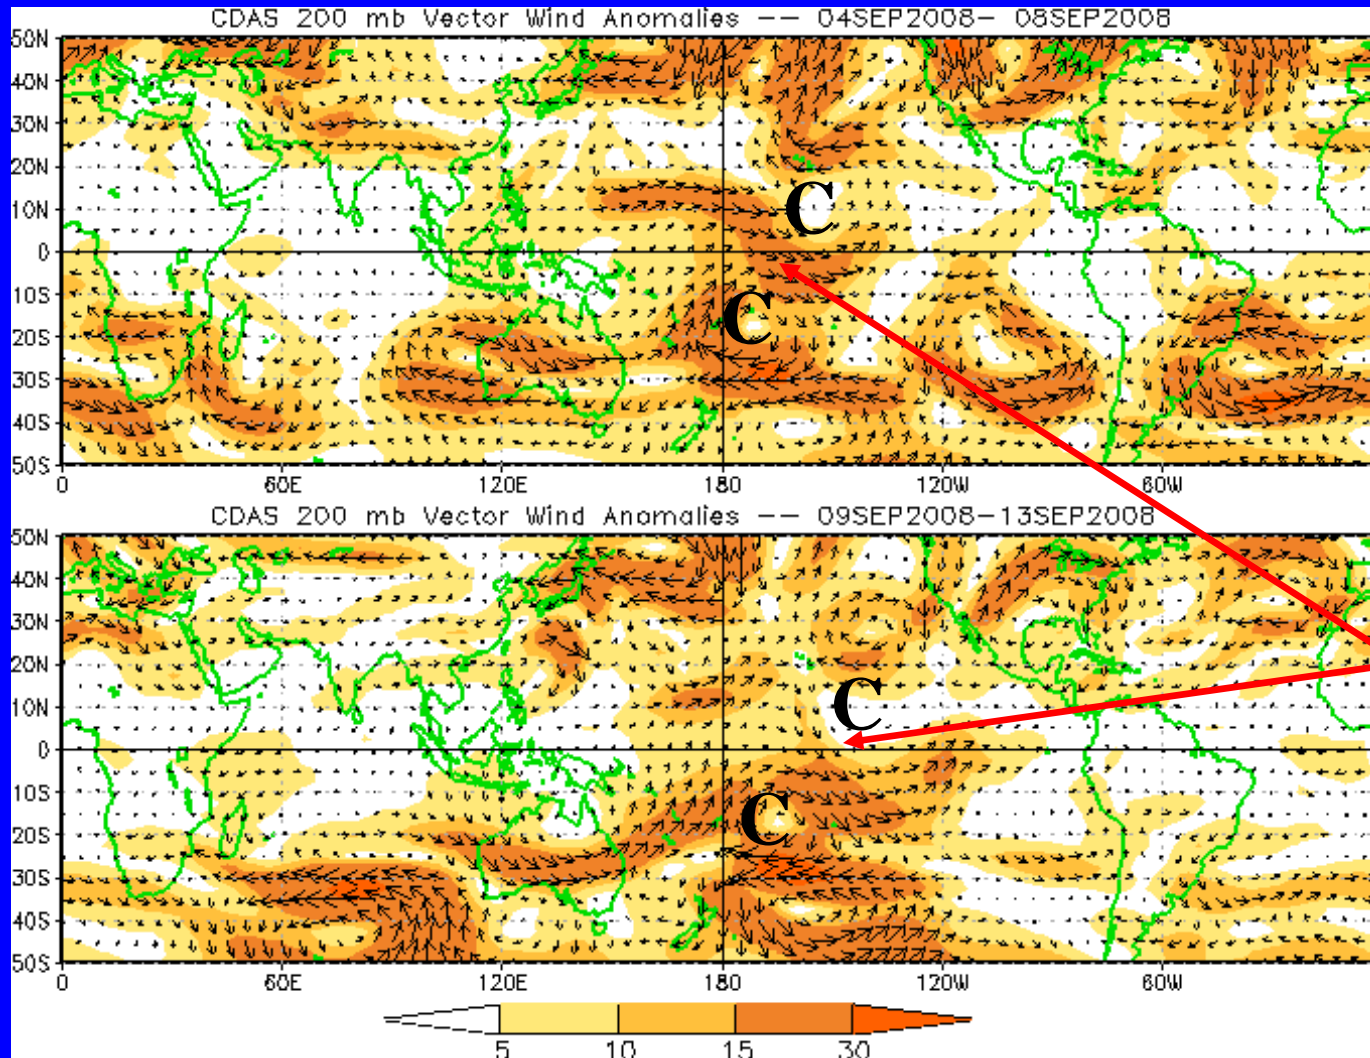 CDAS 200 mb Vector Wind Anomalies -- 04SEP2008- 08SEP2008
50N
40N
30N
20N
10N
0
10S
20S
30S
40S
50S
C
C
0 60E 120E 180 120W 60W
CDAS 200 mb Vector Wind Anomalies -- 09SEP2008-13SEP2008
50N
40N
30N
20N
10N
0
10S
20S
30S
40S
50S
C
C
0 60E 120E 180 120W 60W
5 10 15 30